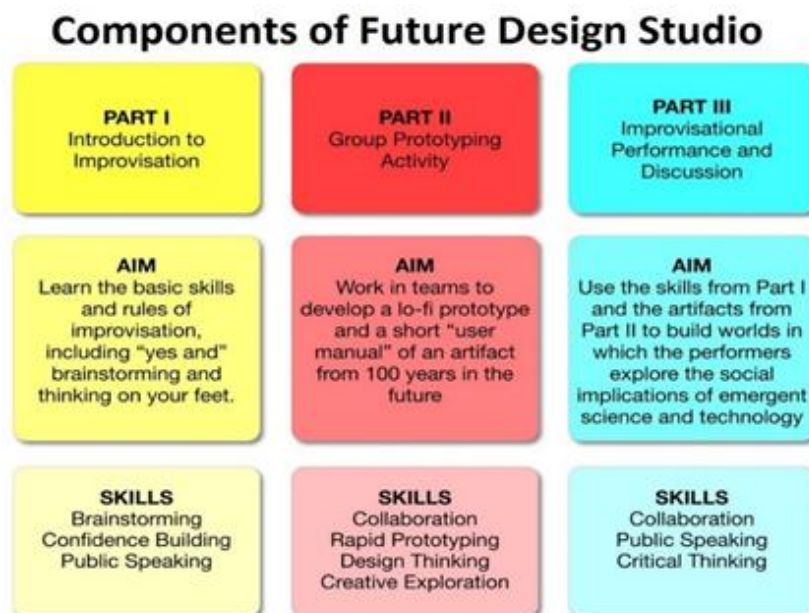 Components of Future Design Studio
PART I
Introduction to
Improvisation
PART II
Group Prototyping
Activity
PART III
Improvisational
Performance and
Discussion
AIM
Learn the basic skills
and rules of
improvisation,
including “yes and”
brainstorming and
thinking on your feet.
AIM
Work in teams to
develop a lo-fi prototype
and a short “user
manual” of an artifact
from 100 years in the
future
AIM
Use the skills from Part I
and the artifacts from
Part II to build worlds in
which the performers
explore the social
implications of emergent
science and technology
SKILLS
Brainstorming
Confidence Building
Public Speaking
SKILLS
Collaboration
Rapid Prototyping
Design Thinking
Creative Exploration
SKILLS
Collaboration
Public Speaking
Critical Thinking